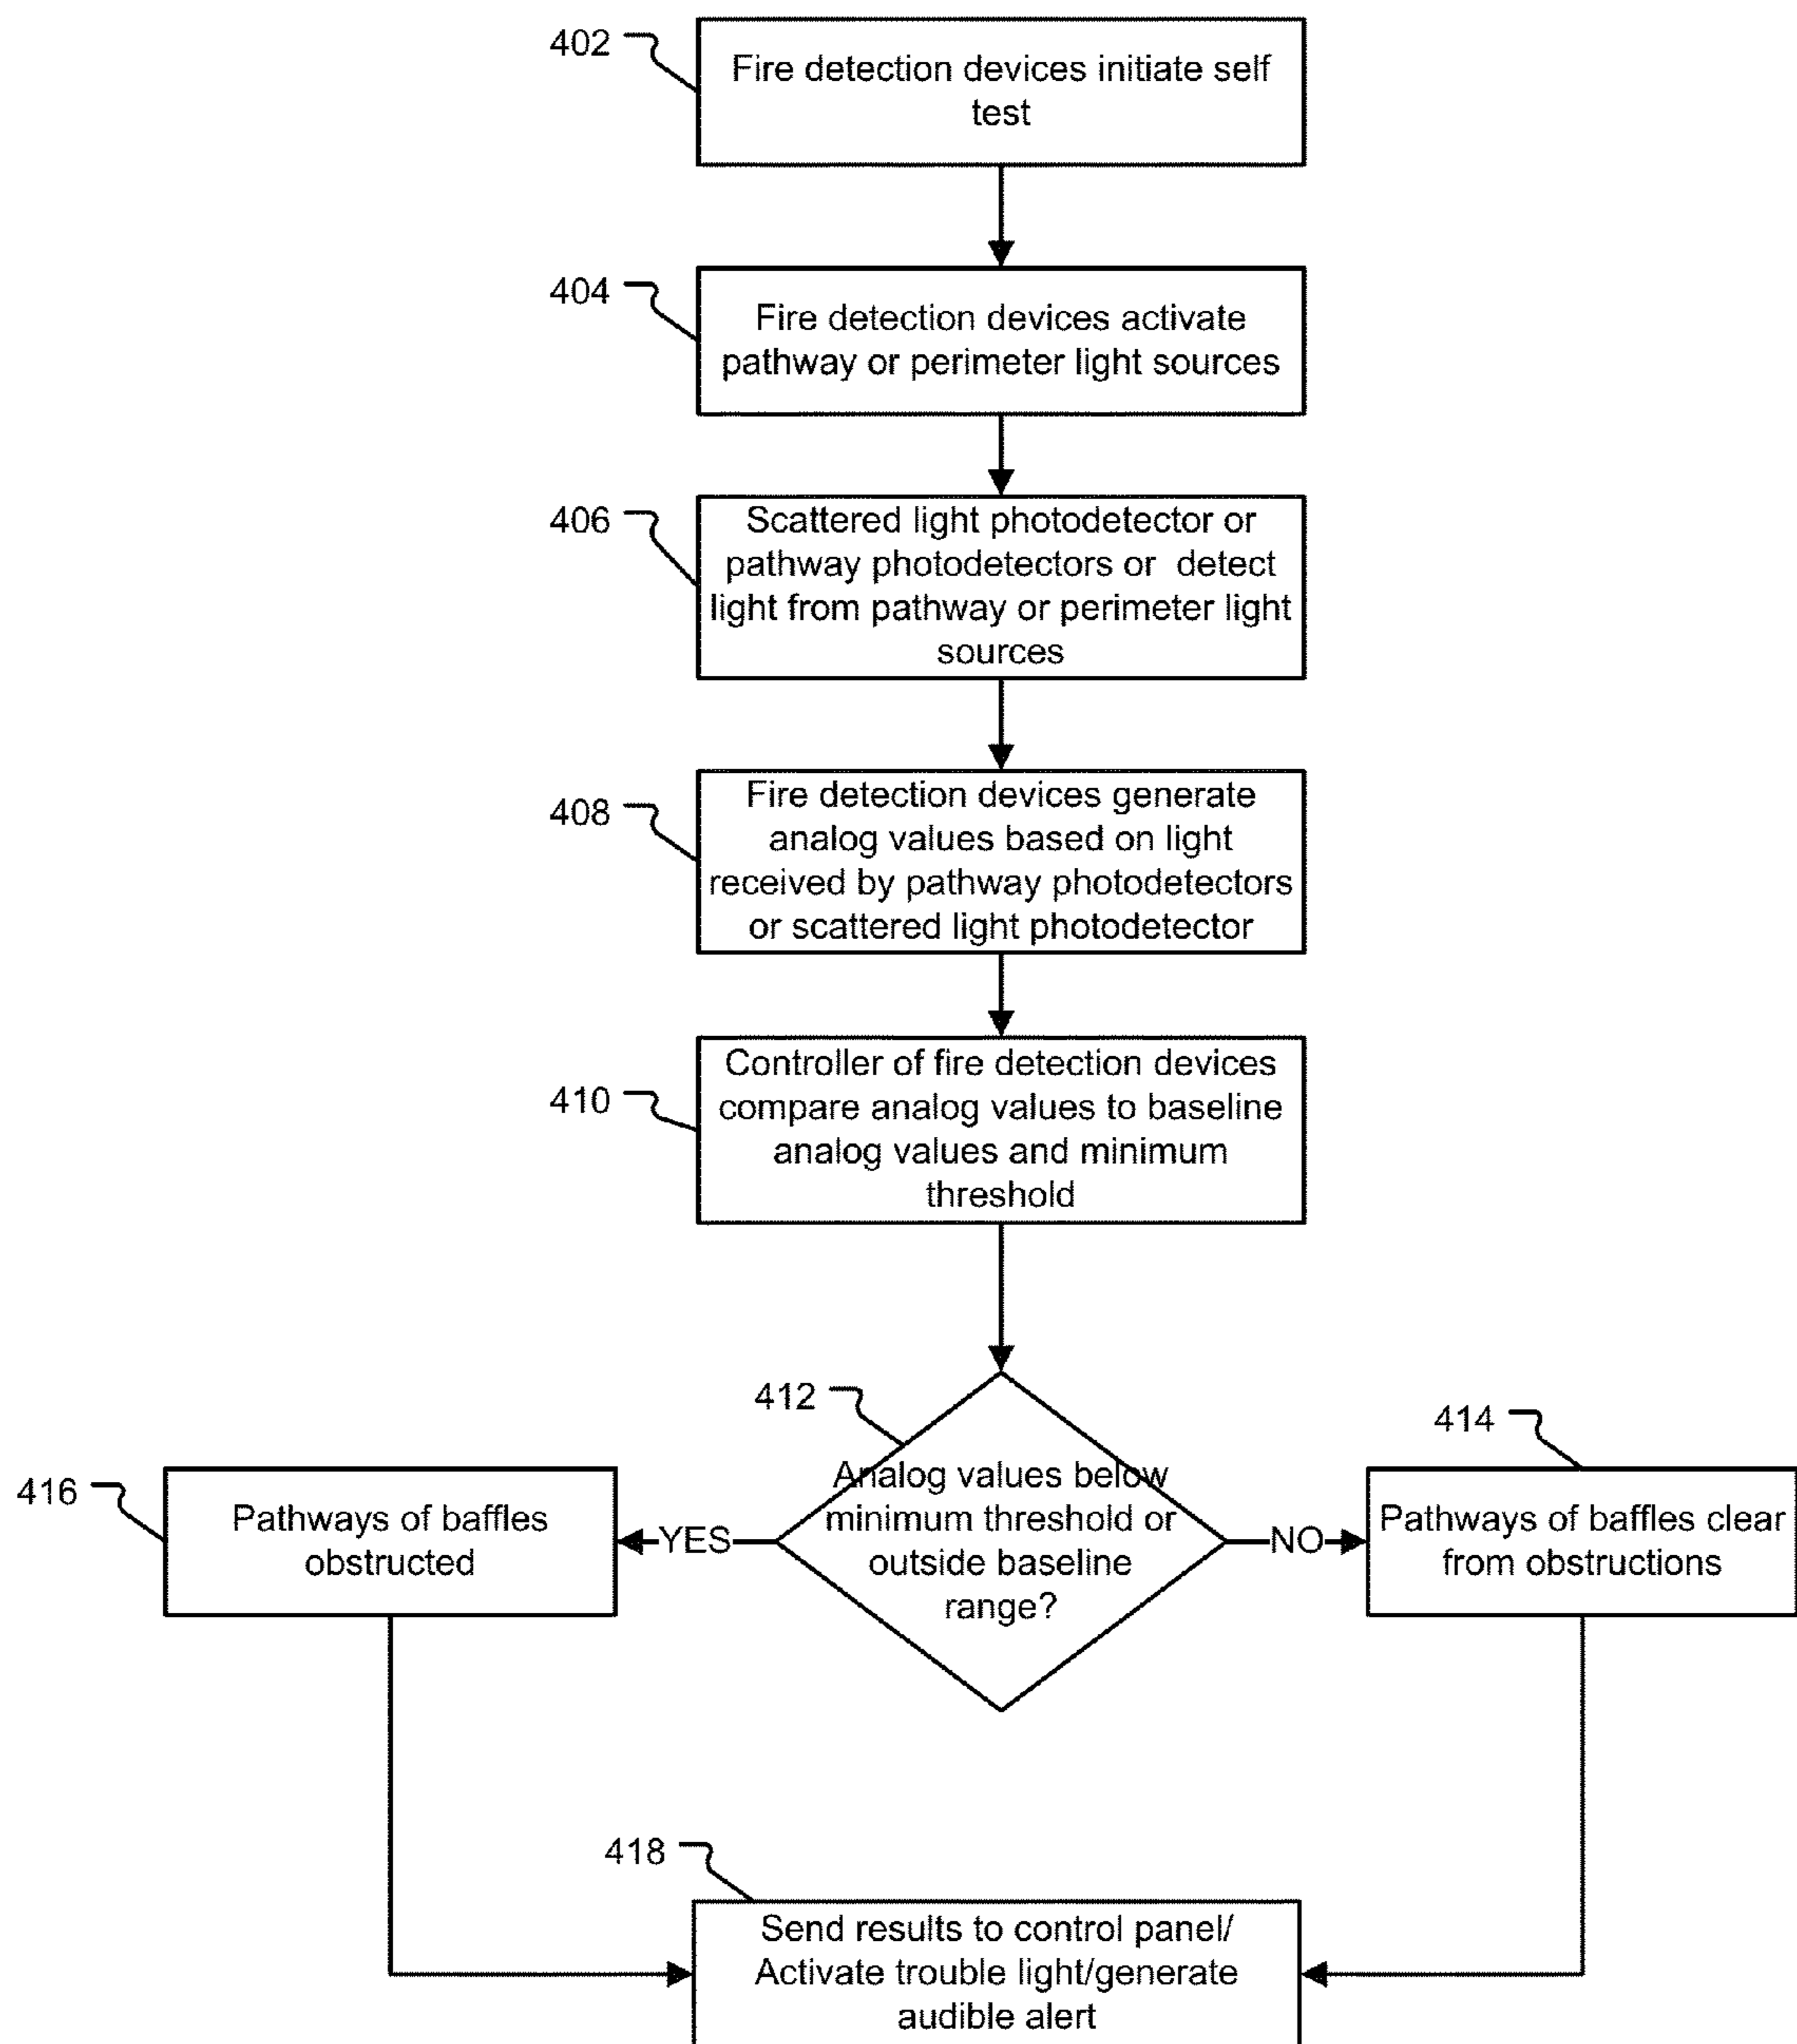 402
Fire detection devices initiate self
test
404
Fire detection devices activate
pathway or perimeter light sources
406
Scattered light photodetector or
pathway photodetectors or  detect
light from pathway or perimeter light
sources
408
Fire detection devices generate
analog values based on light
received by pathway photodetectors
or scattered light photodetector
410
Controller of fire detection devices
compare analog values to baseline
analog values and minimum
threshold
412
Analog values below
minimum threshold or
outside baseline
range?
YES
NO
416
Pathways of baffles
obstructed
414
Pathways of baffles clear
from obstructions
418
Send results to control panel/
Activate trouble light/generate
audible alert